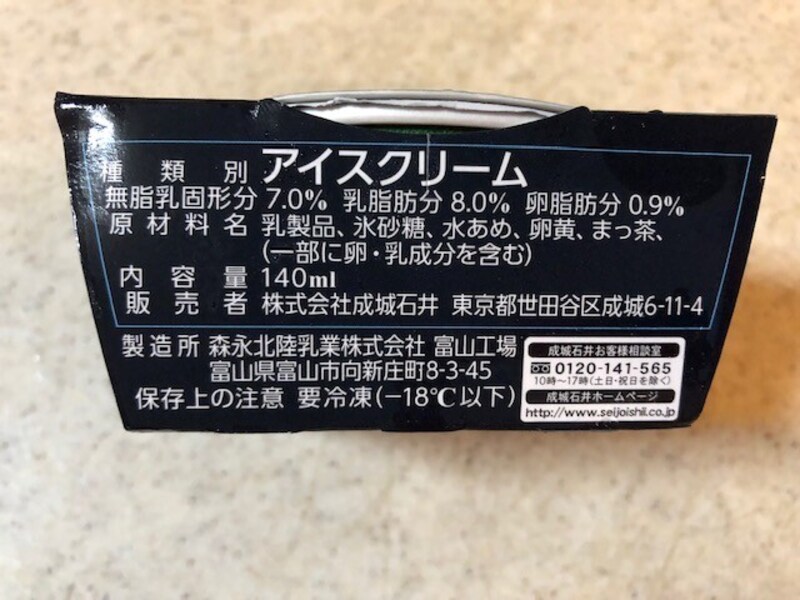 種類別 アイスクリーム
無脂乳固形分 7.0% 乳脂肪分 8.0% 卵脂肪分 0.9%
原材料名 乳製品、氷砂糖、水あめ、卵黄、まっ茶、
(一部に卵・乳成分を含む)
内容量 140ml
販売者 株式会社成城石井 東京都世田谷区成城6-11-4
製造所 森永北陸乳業株式会社 富山工場
富山県富山市向新庄町8-3-45
保存上の注意 要冷凍(−18℃以下)
成城石井お客様相談室
0120-141-565
10時〜17時(土日・祝日を除く)
成城石井ホームページ
http://www.seijoishii.co.jp